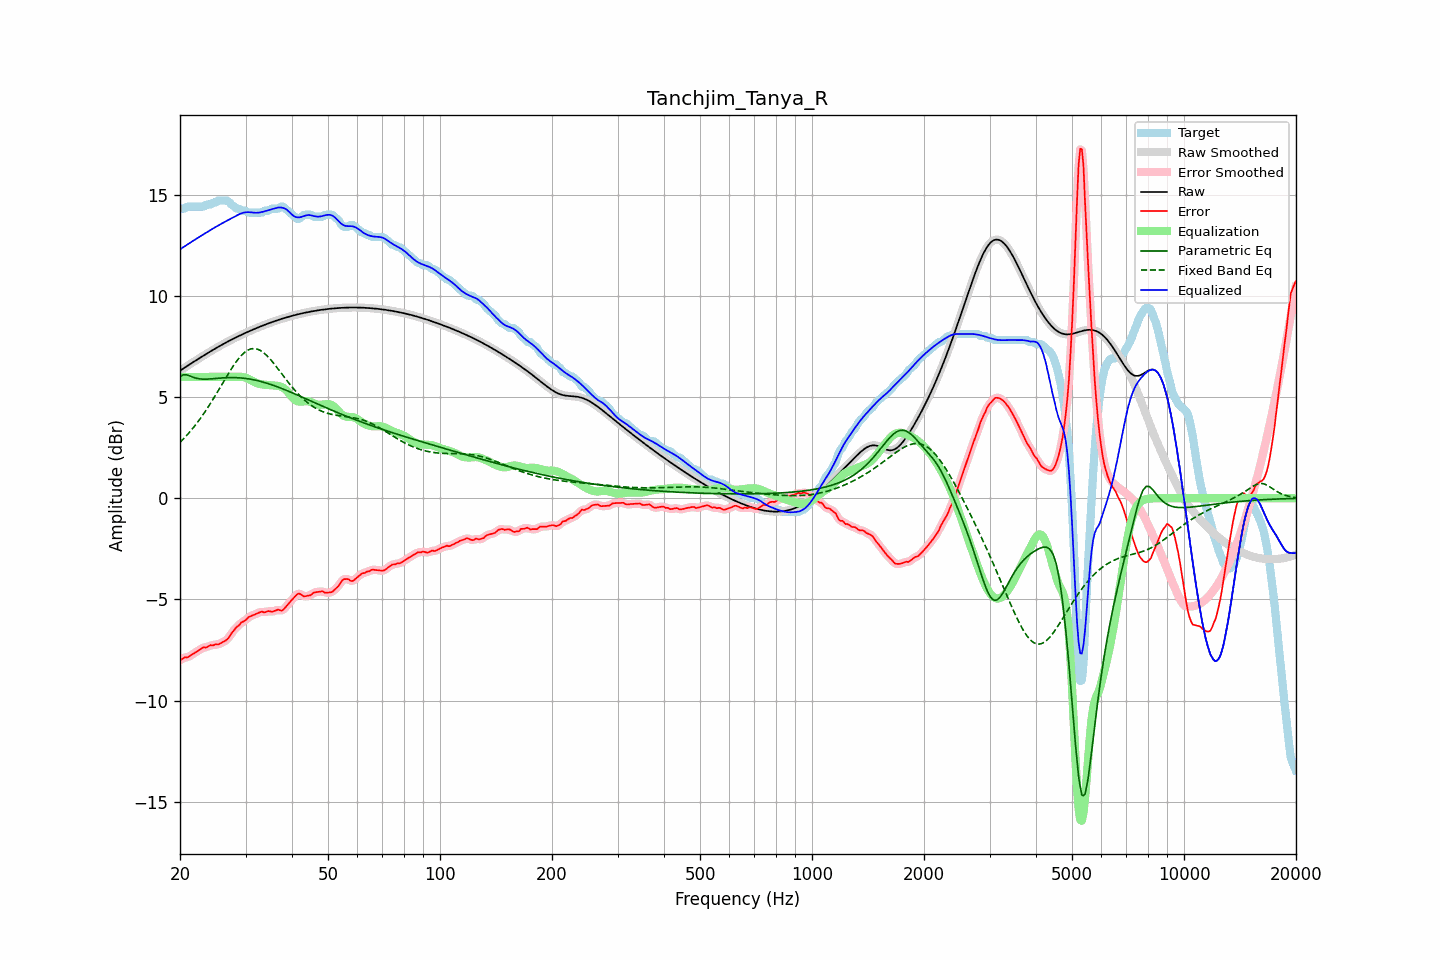 Tanchjim_Tanya_R
Target
Raw Smoothed
Error Smoothed
Raw
Error
Equalization
Parametric Eq
Fixed Band Eq
Equalized
Amplitude (dBr)
15
10
5
0
−5
−10
−15
20 50 100 200 500 1000 2000 5000 10000 20000
Frequency (Hz)